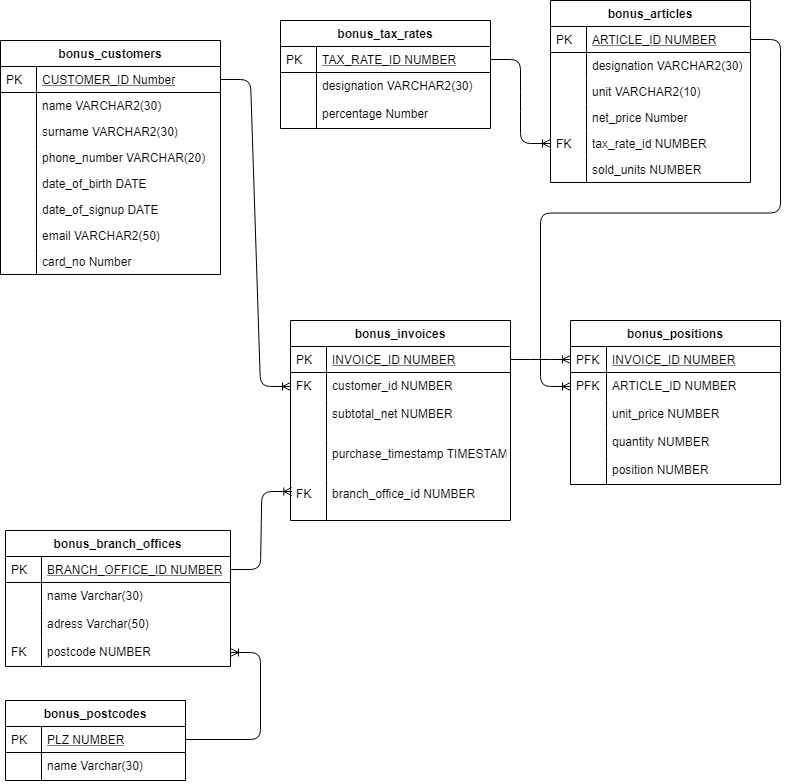 bonus_customers
PK CUSTOMER_ID Number
name VARCHAR2(30)
surname VARCHAR2(30)
phone_number VARCHAR(20)
date_of_birth DATE
date_of_signup DATE
email VARCHAR2(50)
card_no Number
bonus_tax_rates
PK TAX_RATE_ID NUMBER
designation VARCHAR2(30)
percentage Number
bonus_articles
PK ARTICLE_ID NUMBER
designation VARCHAR2(30)
unit VARCHAR2(10)
net_price Number
FK tax_rate_id NUMBER
sold_units NUMBER
bonus_invoices
PK INVOICE_ID NUMBER
FK customer_id NUMBER
subtotal_net NUMBER
purchase_timestamp TIMESTAM
FK branch_office_id NUMBER
bonus_positions
PFK INVOICE_ID NUMBER
PFK ARTICLE_ID NUMBER
unit_price NUMBER
quantity NUMBER
position NUMBER
bonus_branch_offices
PK BRANCH_OFFICE_ID NUMBER
name Varchar(30)
adress Varchar(50)
FK postcode NUMBER
bonus_postcodes
PK PLZ NUMBER
name Varchar(30)